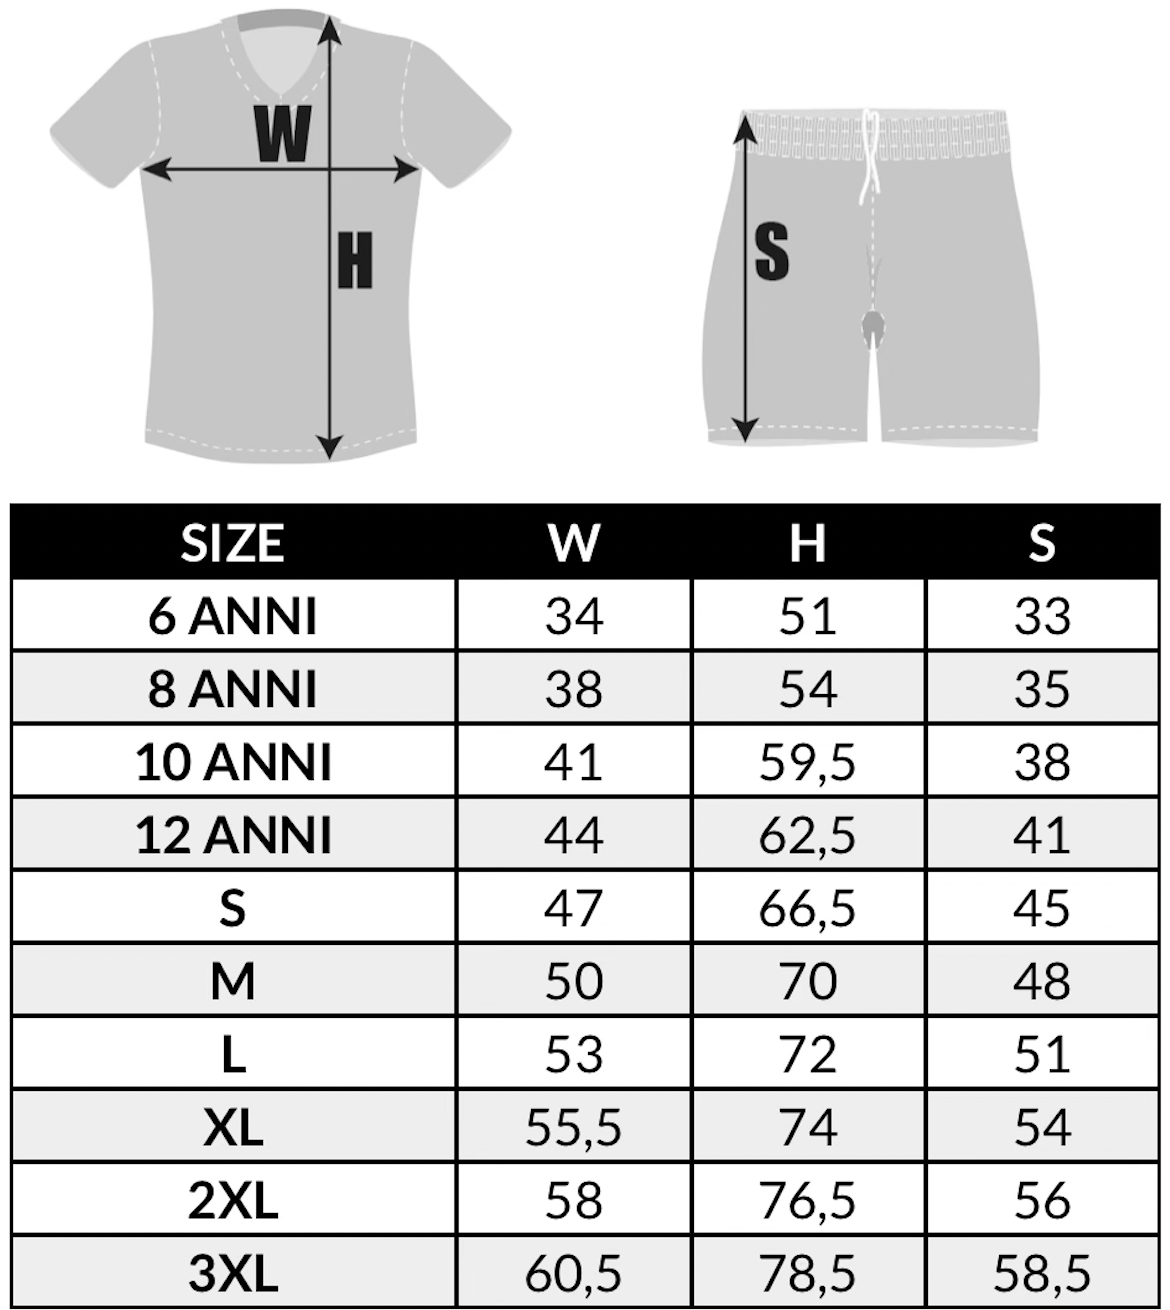 W
H
S
SIZE W H S
6 ANNI 34 51 33
8 ANNI 38 54 35
10 ANNI 41 59,5 38
12 ANNI 44 62,5 41
S 47 66,5 45
M 50 70 48
L 53 72 51
XL 55,5 74 54
2XL 58 76,5 56
3XL 60,5 78,5 58,5